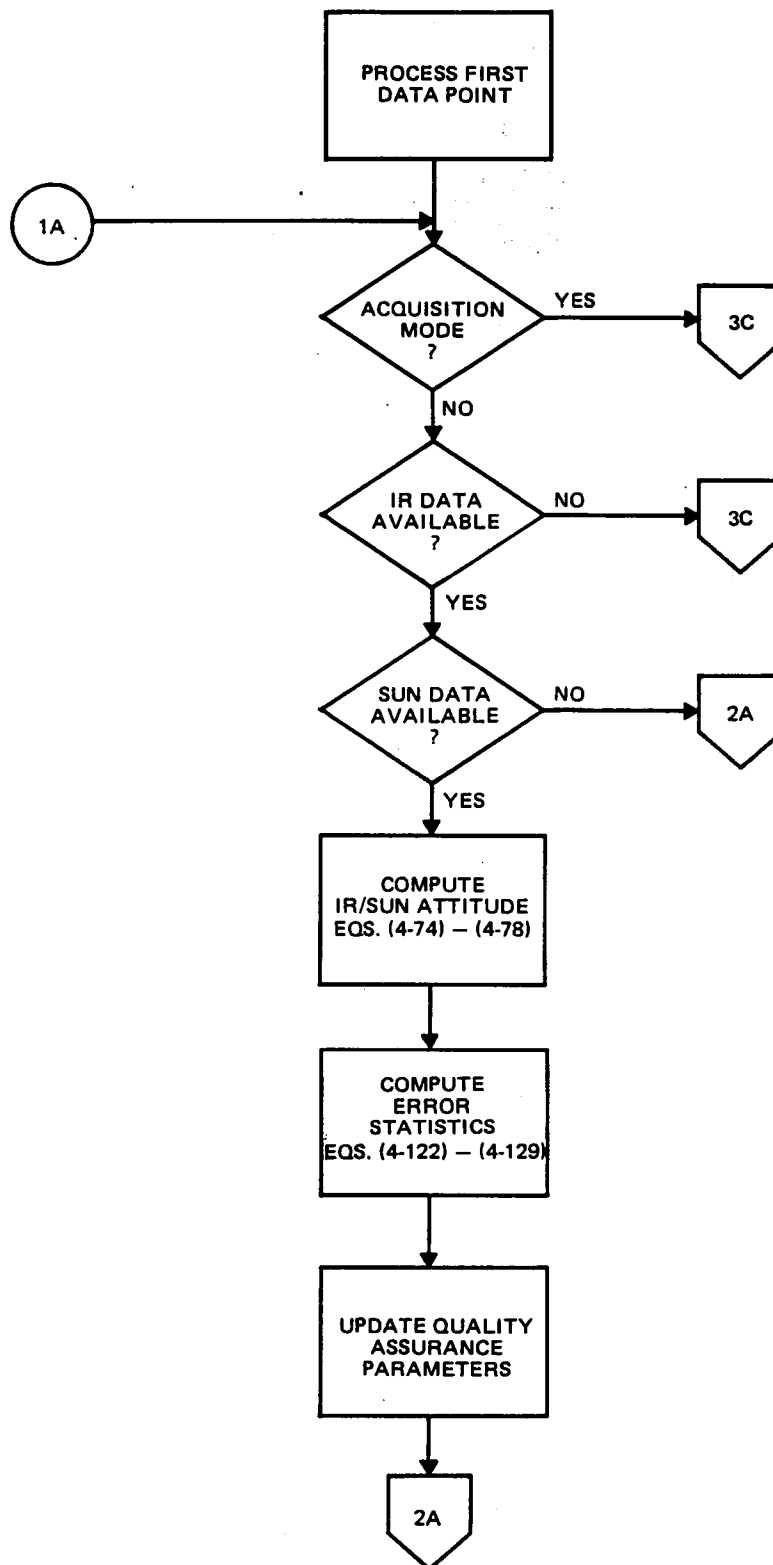 PROCESS FIRST
DATA POINT
1A
ACQUISITION
MODE
?
YES
3C
NO
IR DATA
AVAILABLE
?
NO
3C
YES
SUN DATA
AVAILABLE
?
NO
2A
YES
COMPUTE
IR/SUN ATTITUDE
EQS. (4-74) — (4-78)
COMPUTE
ERROR
STATISTICS
EQS. (4-122) — (4-129)
UPDATE QUALITY
ASSURANCE
PARAMETERS
2A